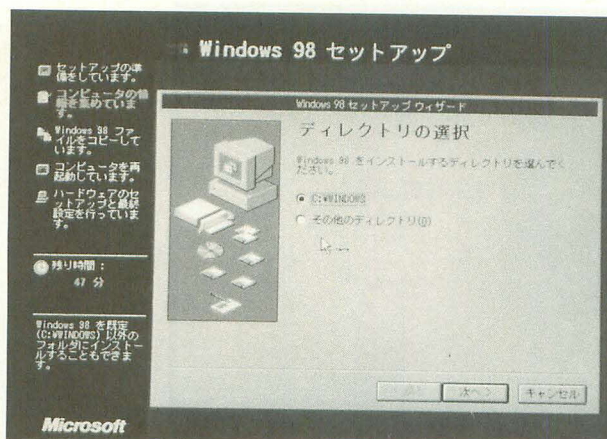 Windows 98 セットアップ
セットアップの準
備をしています。
コンピュータの情
報を集めていま
す。
Windows 98 ファ
イルをコピーして
います。
コンピュータを再
起動しています。
ハードウェアのセ
ットアップと最終
設定を行っていま
す。
残り時間 :
47 分
Windows 98 を既定
(C:¥WINDOWS) 以外の
フォルダにインストー
ルすることもできま
す。
Microsoft
Windows 98 セットアップ ウィザード
ディレクトリの選択
Windows 98 をインストールするディレクトリを選んでく
ださい。
C:¥WINDOWS
その他のディレクトリ(O)
次へ > キャンセル